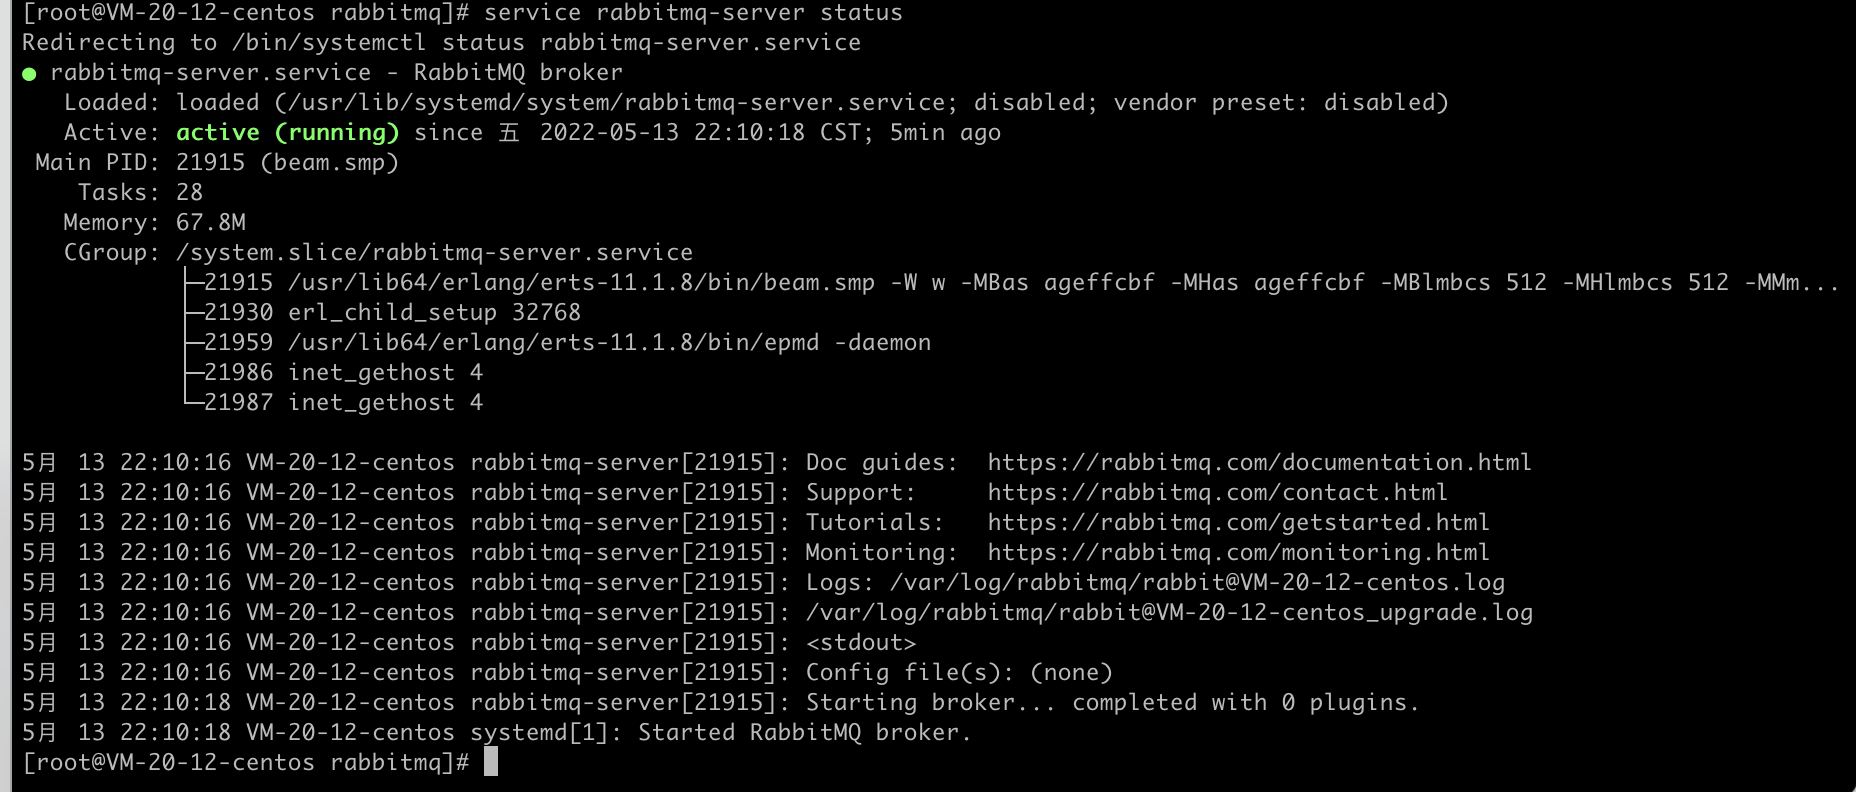 [root@VM-20-12-centos rabbitmq]# service rabbitmq-server status
Redirecting to /bin/systemctl status rabbitmq-server.service
● rabbitmq-server.service - RabbitMQ broker
   Loaded: loaded (/usr/lib/systemd/system/rabbitmq-server.service; disabled; vendor preset: disabled)
   Active: active (running) since 五 2022-05-13 22:10:18 CST; 5min ago
 Main PID: 21915 (beam.smp)
    Tasks: 28
   Memory: 67.8M
   CGroup: /system.slice/rabbitmq-server.service
           ├─21915 /usr/lib64/erlang/erts-11.1.8/bin/beam.smp -W w -MBas ageffcbf -MHas ageffcbf -MBlmbcs 512 -MHlmbcs 512 -MMm...
           ├─21930 erl_child_setup 32768
           ├─21959 /usr/lib64/erlang/erts-11.1.8/bin/epmd -daemon
           ├─21986 inet_gethost 4
           └─21987 inet_gethost 4

5月 13 22:10:16 VM-20-12-centos rabbitmq-server[21915]: Doc guides:  https://rabbitmq.com/documentation.html
5月 13 22:10:16 VM-20-12-centos rabbitmq-server[21915]: Support:     https://rabbitmq.com/contact.html
5月 13 22:10:16 VM-20-12-centos rabbitmq-server[21915]: Tutorials:   https://rabbitmq.com/getstarted.html
5月 13 22:10:16 VM-20-12-centos rabbitmq-server[21915]: Monitoring:  https://rabbitmq.com/monitoring.html
5月 13 22:10:16 VM-20-12-centos rabbitmq-server[21915]: Logs: /var/log/rabbitmq/rabbit@VM-20-12-centos.log
5月 13 22:10:16 VM-20-12-centos rabbitmq-server[21915]: /var/log/rabbitmq/rabbit@VM-20-12-centos_upgrade.log
5月 13 22:10:16 VM-20-12-centos rabbitmq-server[21915]: <stdout>
5月 13 22:10:16 VM-20-12-centos rabbitmq-server[21915]: Config file(s): (none)
5月 13 22:10:18 VM-20-12-centos rabbitmq-server[21915]: Starting broker... completed with 0 plugins.
5月 13 22:10:18 VM-20-12-centos systemd[1]: Started RabbitMQ broker.
[root@VM-20-12-centos rabbitmq]#